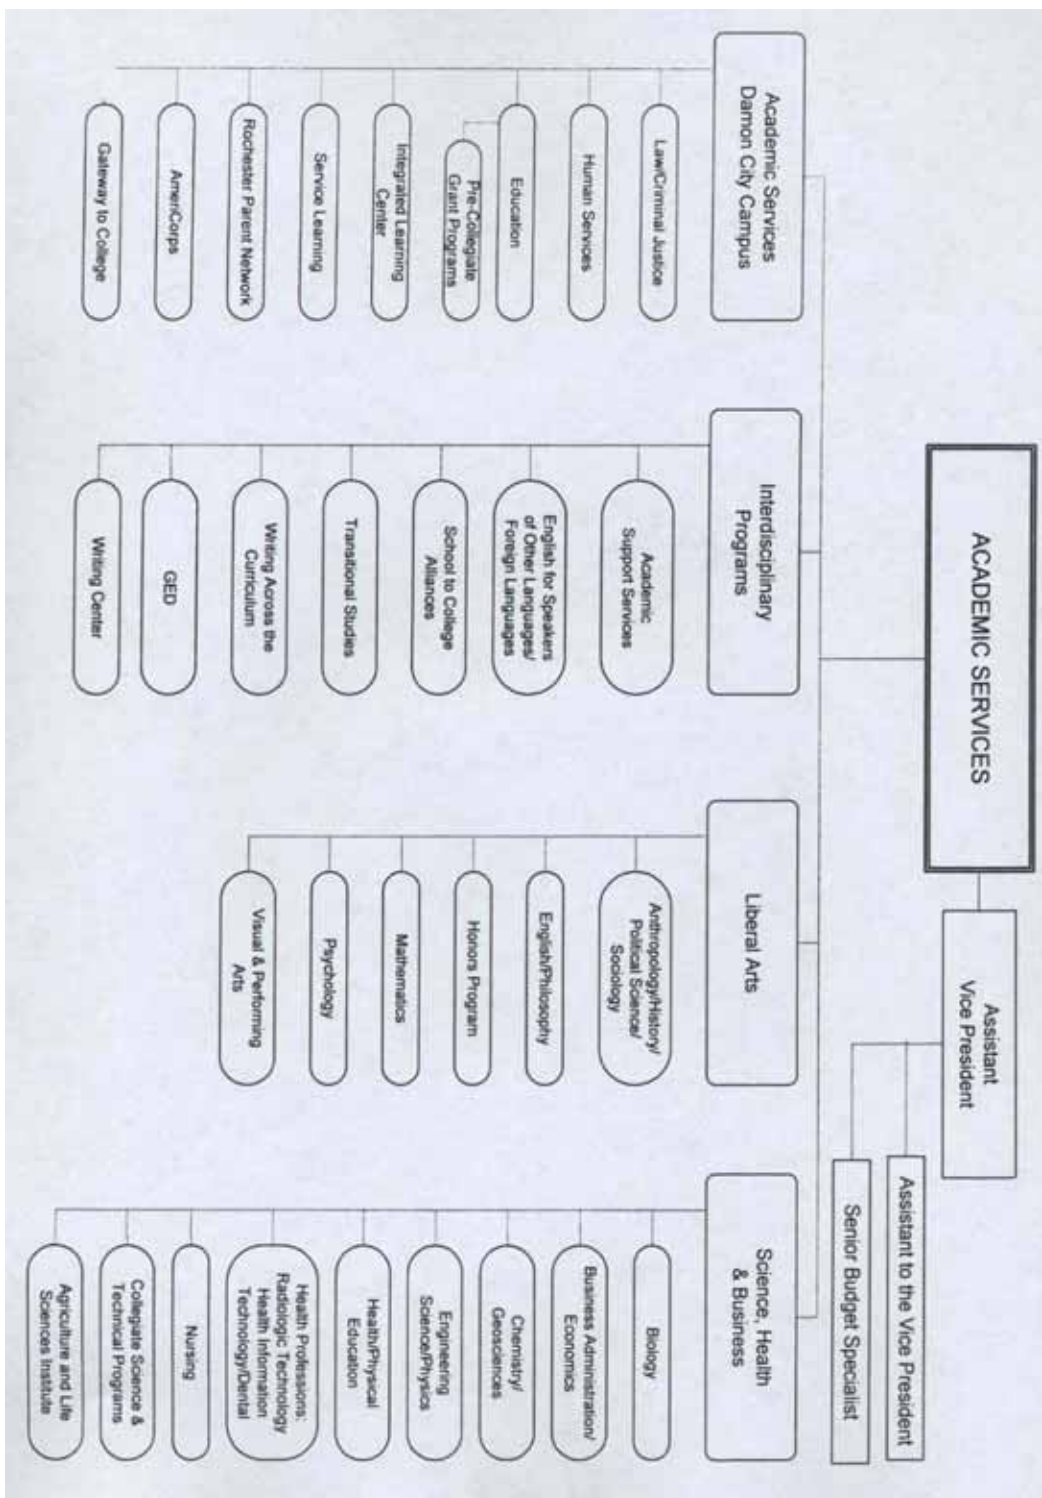 ACADEMIC SERVICES
Assistant
Vice President
Assistant to the Vice President
Senior Budget Specialist
Academic Services
Damon City Campus
Law/Criminal Justice
Human Services
Education
Pre-Collegiate
Grant Programs
Integraled Learning
Center
Service Learning
Rochester Parent Network
AmeriCorps
Gateway to College
Interdisciplinary
Programs
Academic
Support Services
English for Speakers
of Other Languages/
Foreign Languages
School to College
Alliances
Transitional Studies
Writing Across the
Curriculum
GED
Writing Center
Liberal Arts
Anthropology/History/
Political Science/
Sociology
English/Philosophy
Honors Program
Mathematics
Psychology
Visual & Performing
Arts
Science, Health
& Business
Biology
Business Administration/
Economics
Chemistry/
Geosciences
Engineering
Science/Physics
Health/Physical
Education
Health Professions:
Radiologic Technology
Health Information
Technology/Dental
Nursing
Collegiate Science &
Technical Programs
Agriculture and Life
Sciences Institute